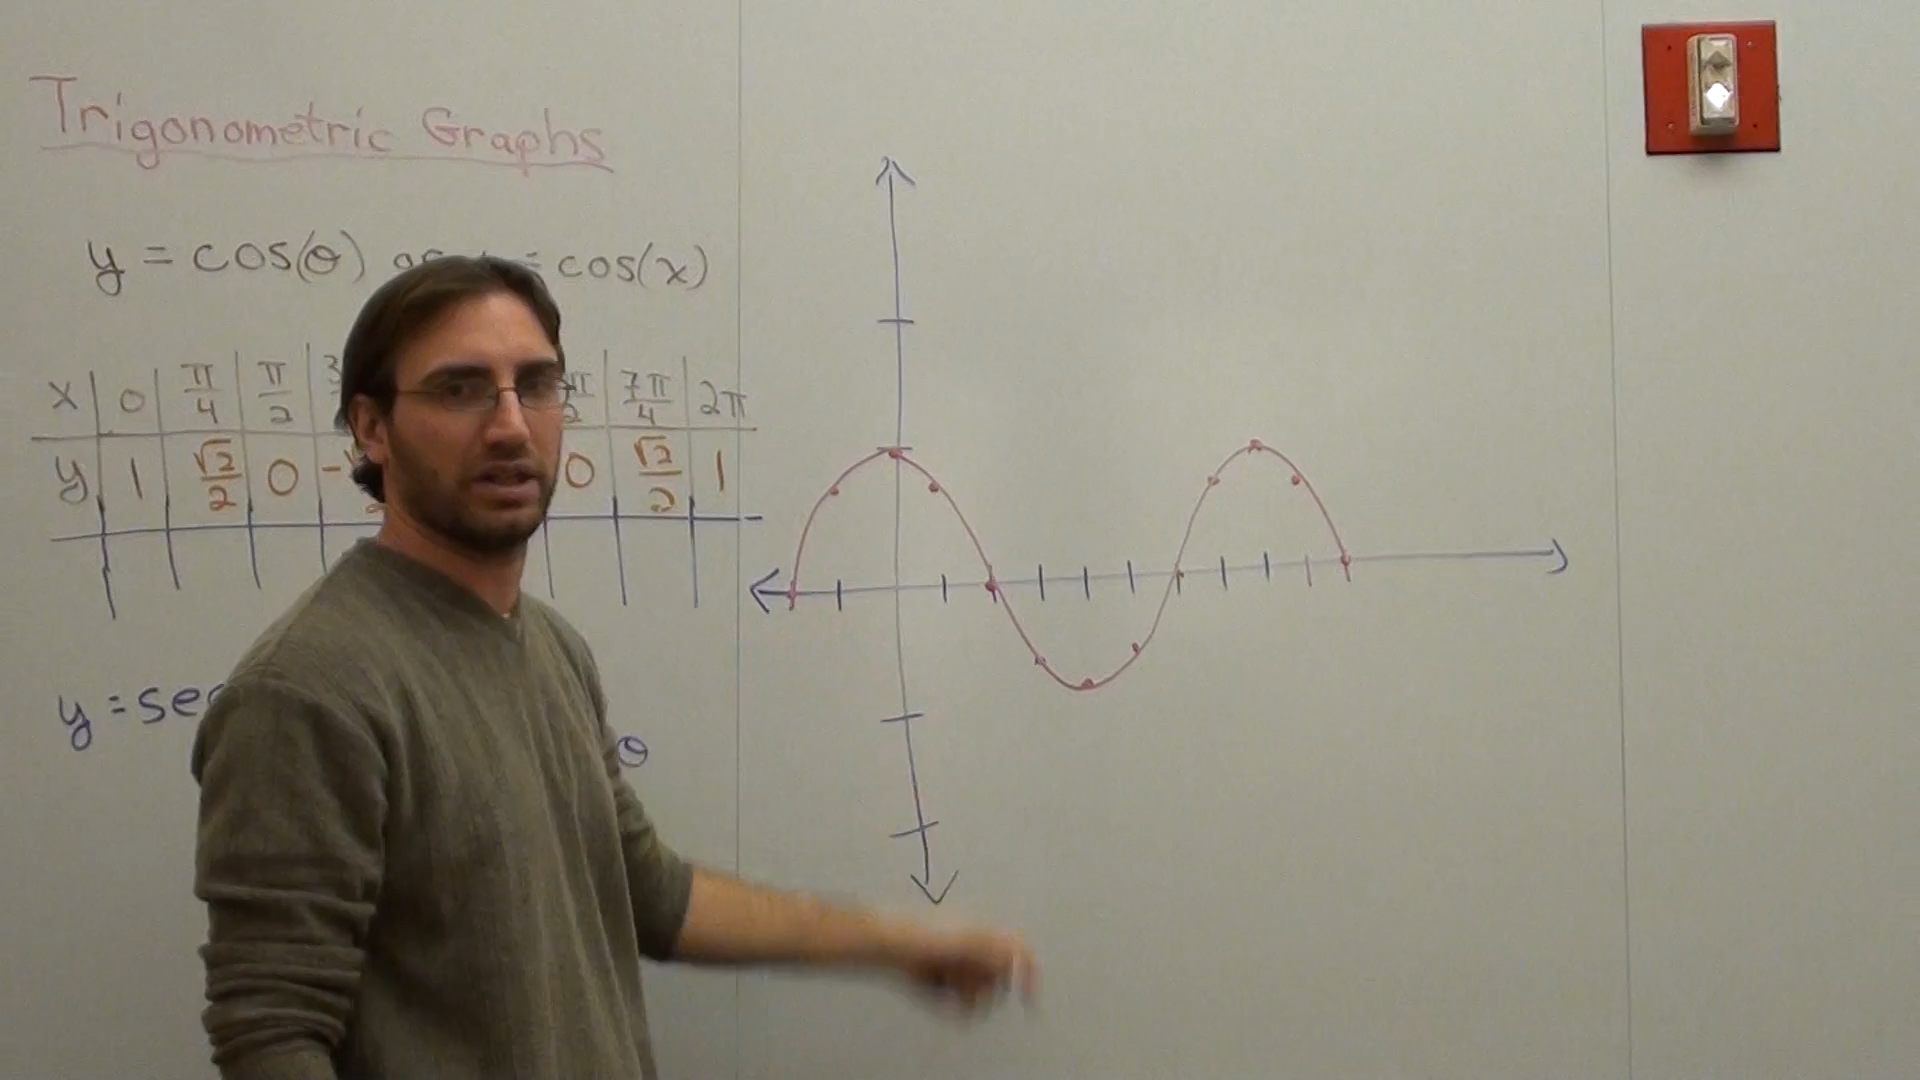 Trigonometric Graphs
y = cos(θ) = cos(x)
x 0 π/4 π/2 7π/4 2π
y 1 √2/2 0 0 √2/2 1
y = sec
θ